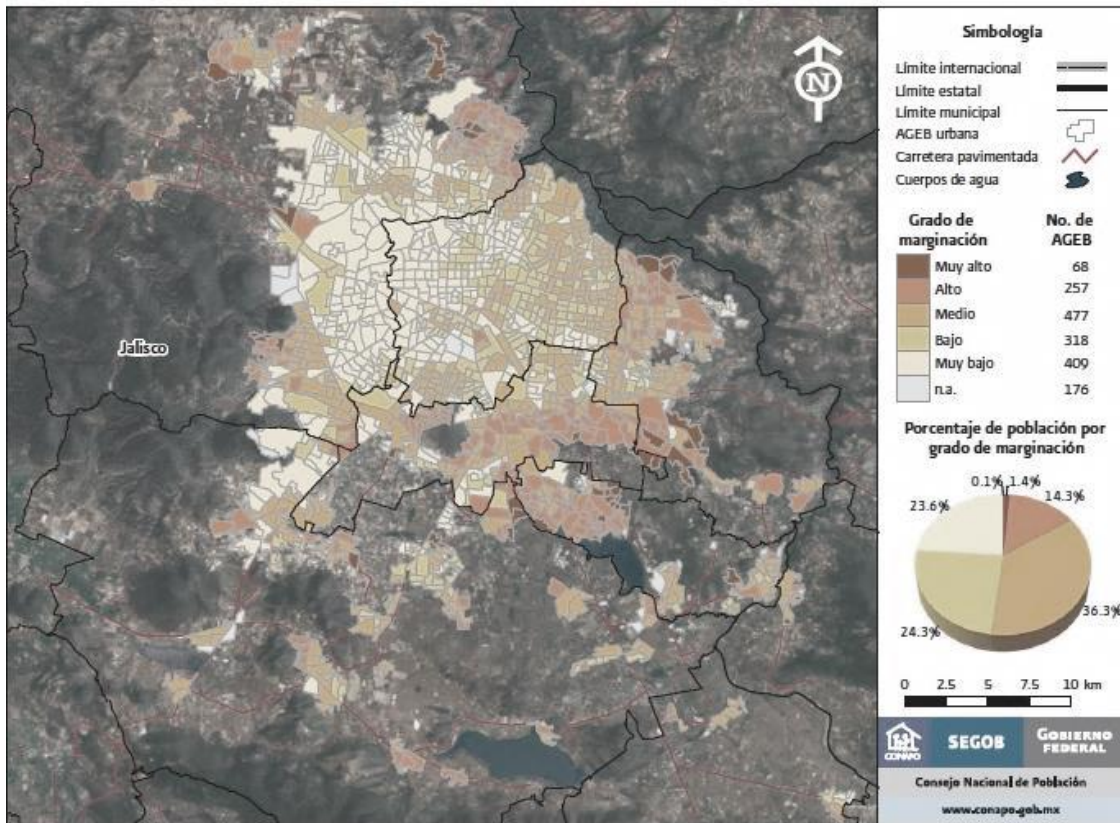 Jalisco
N
Simbología
Límite internacional
Límite estatal
Límite municipal
AGEB urbana
Carretera pavimentada
Cuerpos de agua
Grado de marginación
No. de AGEB
Muy alto 68
Alto 257
Medio 477
Bajo 318
Muy bajo 409
n.a. 176
Porcentaje de población por
grado de marginación
0.1% 1.4%
14.3%
23.6%
36.3%
24.3%
0 2.5 5 7.5 10 km
CONAPO
SEGOB
GOBIERNO
FEDERAL
Consejo Nacional de Población
www.conapo.gob.mx